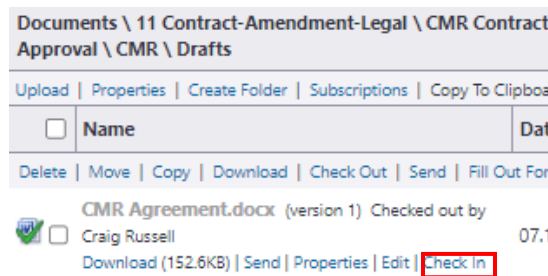 Documents \ 11 Contract-Amendment-Legal \ CMR Contract
Approval \ CMR \ Drafts
Upload | Properties | Create Folder | Subscriptions | Copy To Clipboa
Name Dat
Delete | Move | Copy | Download | Check Out | Send | Fill Out For
CMR Agreement.docx (version 1) Checked out by
Craig Russell 07.1
Download (152.6KB) | Send | Properties | Edit | Check In